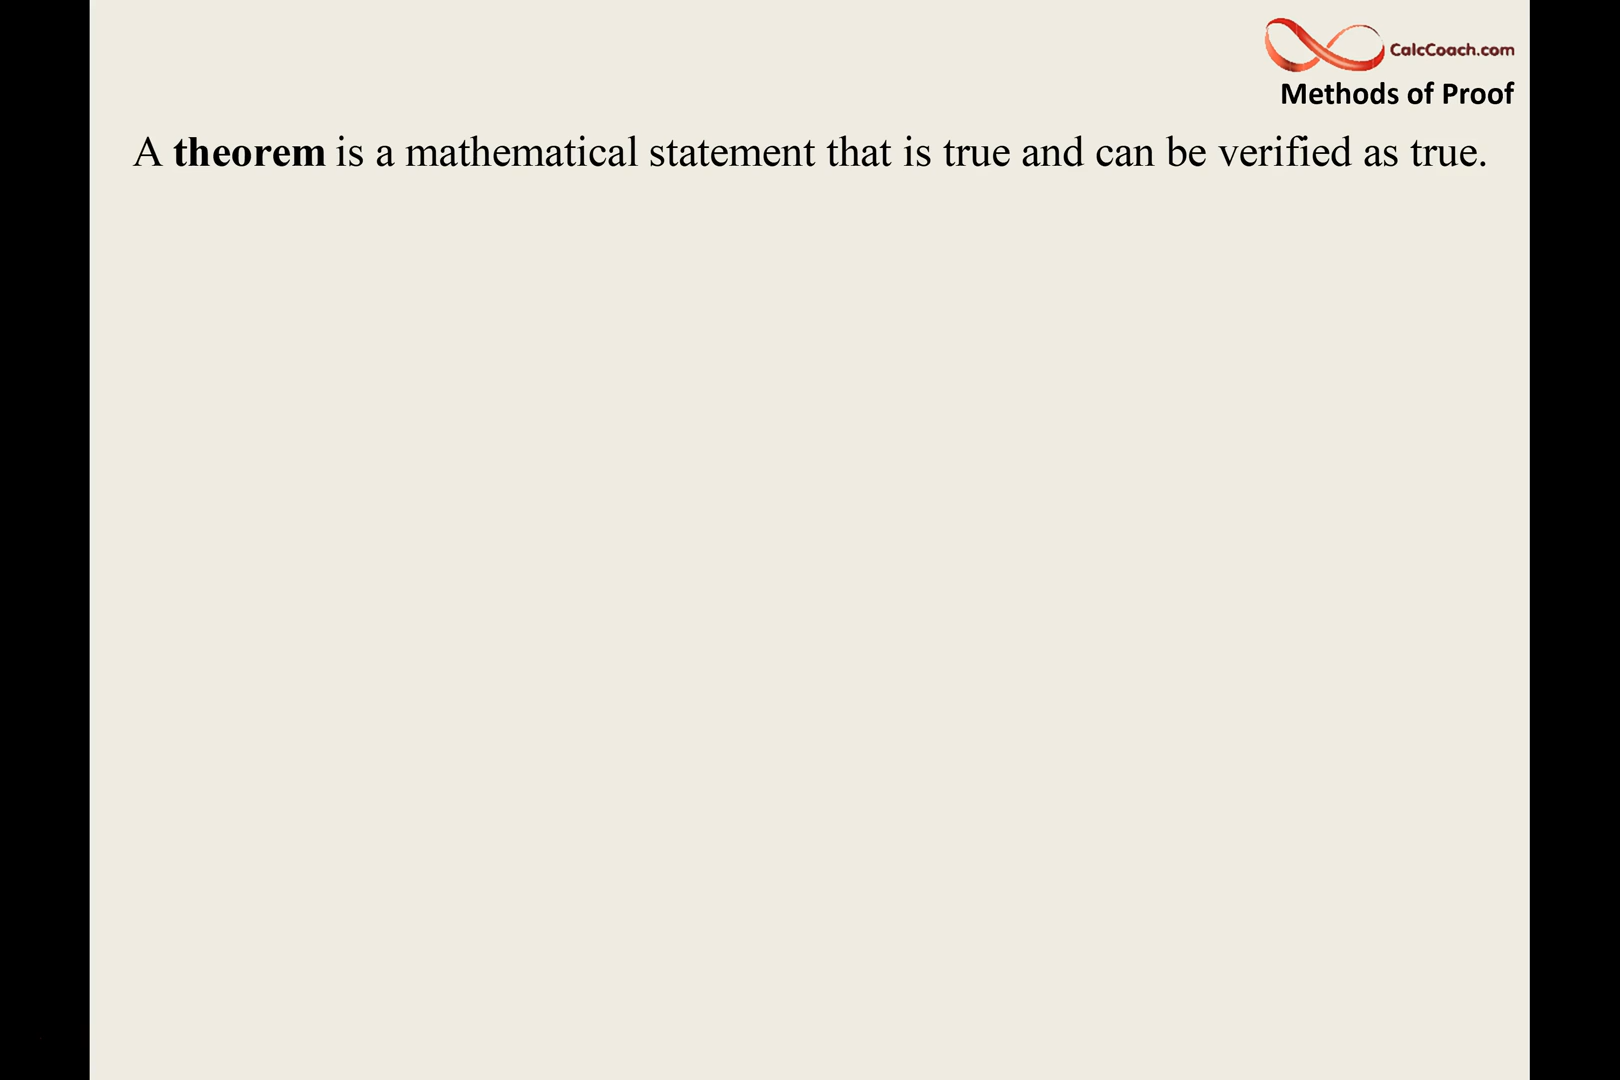 CalcCoach.com
Methods of Proof
A theorem is a mathematical statement that is true and can be verified as true.